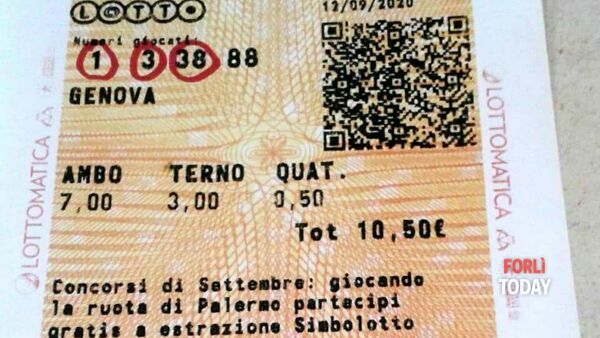 LOTTO
12/09/2020
Numeri giocati:
1 3 38 88
GENOVA
AMBO TERNO QUAT.
7,00 3,00 0,50
Tot 10,50€
Concorsi di Settembre: giocando
la ruota di Palermo partecipi
gratis a estrazione Simbolotto
LOTTOMATICA
LOTTOMATICA
FORLÌ
TODAY